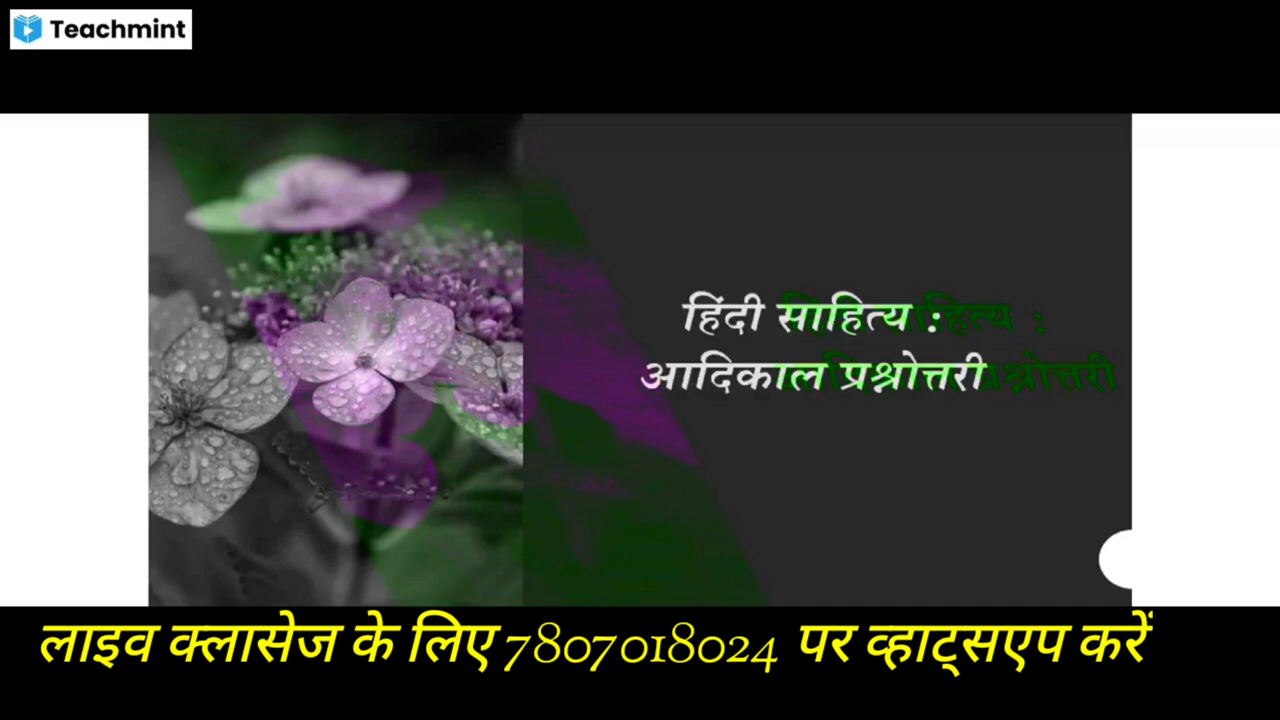 Teachmint
हिंदी साहित्य :
आदिकाल प्रश्नोत्तरी
लाइव क्लासेज के लिए 7807018024 पर व्हाट्सएप करें